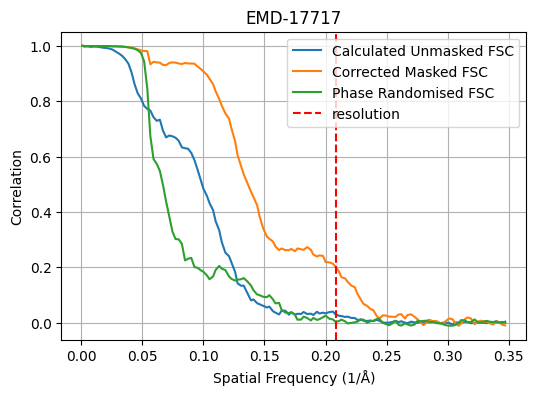 EMD-17717
Calculated Unmasked FSC
Corrected Masked FSC
Phase Randomised FSC
resolution
Correlation
1.0
0.8
0.6
0.4
0.2
0.0
0.00 0.05 0.10 0.15 0.20 0.25 0.30 0.35
Spatial Frequency (1/Å)